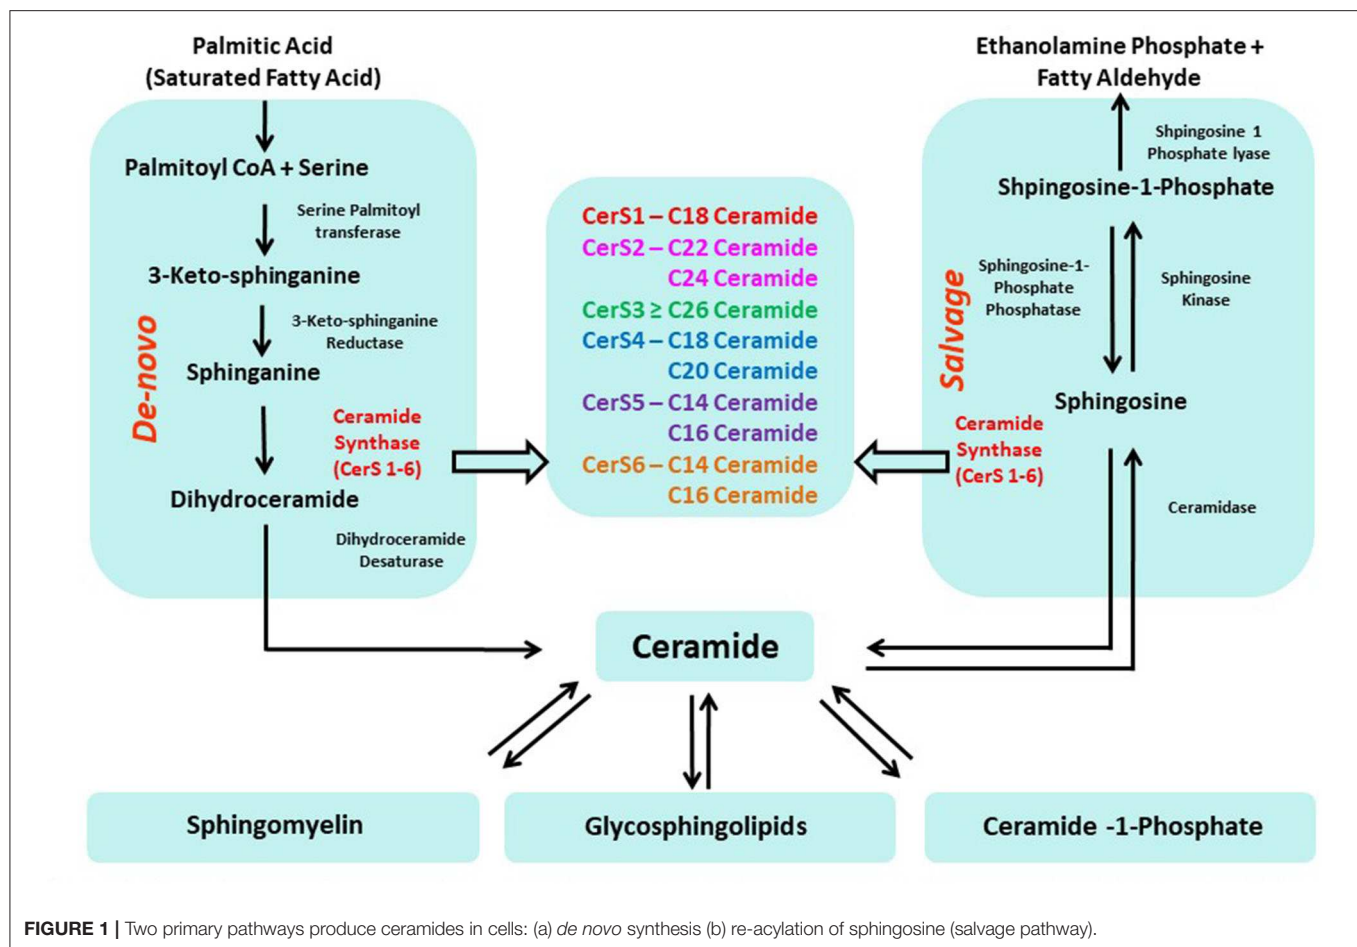 Palmitic Acid
(Saturated Fatty Acid)
Palmitoyl CoA + Serine
Serine Palmitoyl
transferase
3-Keto-sphinganine
3-Keto-sphinganine
Reductase
Sphinganine
De-novo
Ceramide
Synthase
(CerS 1-6)
Dihydroceramide
Dihydroceramide
Desaturase
CerS1 – C18 Ceramide
CerS2 – C22 Ceramide
C24 Ceramide
CerS3 ≥ C26 Ceramide
CerS4 – C18 Ceramide
C20 Ceramide
CerS5 – C14 Ceramide
C16 Ceramide
CerS6 – C14 Ceramide
C16 Ceramide
Ethanolamine Phosphate +
Fatty Aldehyde
Shpingosine 1
Phosphate lyase
Shpingosine-1-Phosphate
Sphingosine-1-
Phosphate
Phosphatase
Sphingosine
Kinase
Salvage
Sphingosine
Ceramide
Synthase
(CerS 1-6)
Ceramidase
Ceramide
Sphingomyelin
Glycosphingolipids
Ceramide -1-Phosphate
FIGURE 1 | Two primary pathways produce ceramides in cells: (a) de novo synthesis (b) re-acylation of sphingosine (salvage pathway).